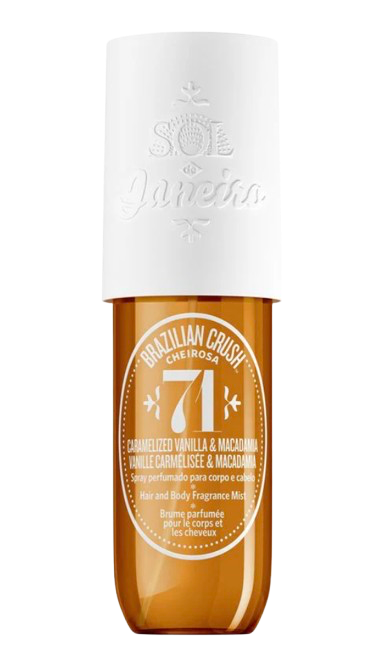 SOL
de
Janeiro
BRAZILIAN CRUSH
CHEIROSA
71
CARAMELIZED VANILLA & MACADAMIA
VANILLE CARMÉLISÉE & MACADAMIA
Spray perfumado para corpo e cabelo
Hair and Body Fragrance Mist
Brume parfumée
pour le corps et
les cheveux